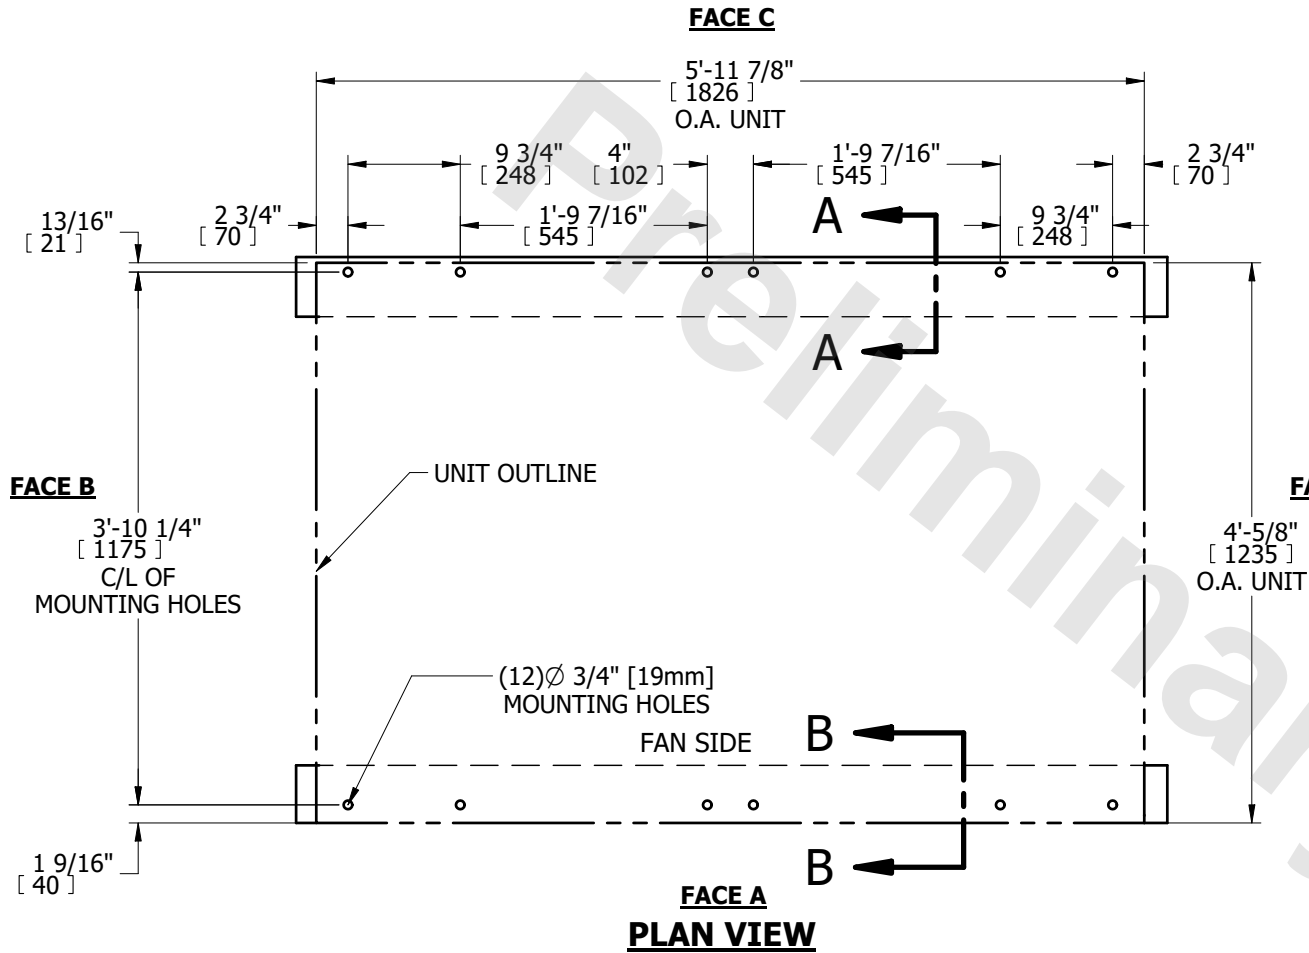 FACE C
5'-11 7/8"
[ 1826 ]
O.A. UNIT
9 3/4"
[ 248 ]
4"
[ 102 ]
1'-9 7/16"
[ 545 ]
2 3/4"
[ 70 ]
13/16"
[ 21 ]
2 3/4"
[ 70 ]
1'-9 7/16"
[ 545 ]
9 3/4"
[ 248 ]
A
A
UNIT OUTLINE
FACE B
3'-10 1/4"
[ 1175 ]
C/L OF
MOUNTING HOLES
4'-5/8"
[ 1235 ]
O.A. UNIT
FA
(12)Ø 3/4" [19mm]
MOUNTING HOLES
FAN SIDE
B
B
1 9/16"
[ 40 ]
FACE A
PLAN VIEW
Preliminary